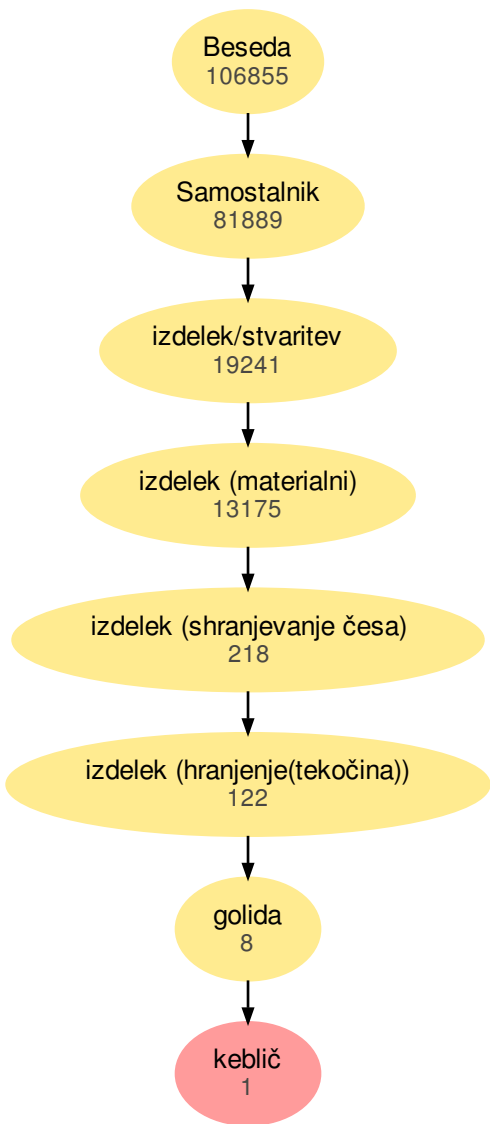 Beseda
106855
Samostalnik
81889
izdelek/stvaritev
19241
izdelek (materialni)
13175
izdelek (shranjevanje česa)
218
izdelek (hranjenje(tekočina))
122
golida
8
keblič
1